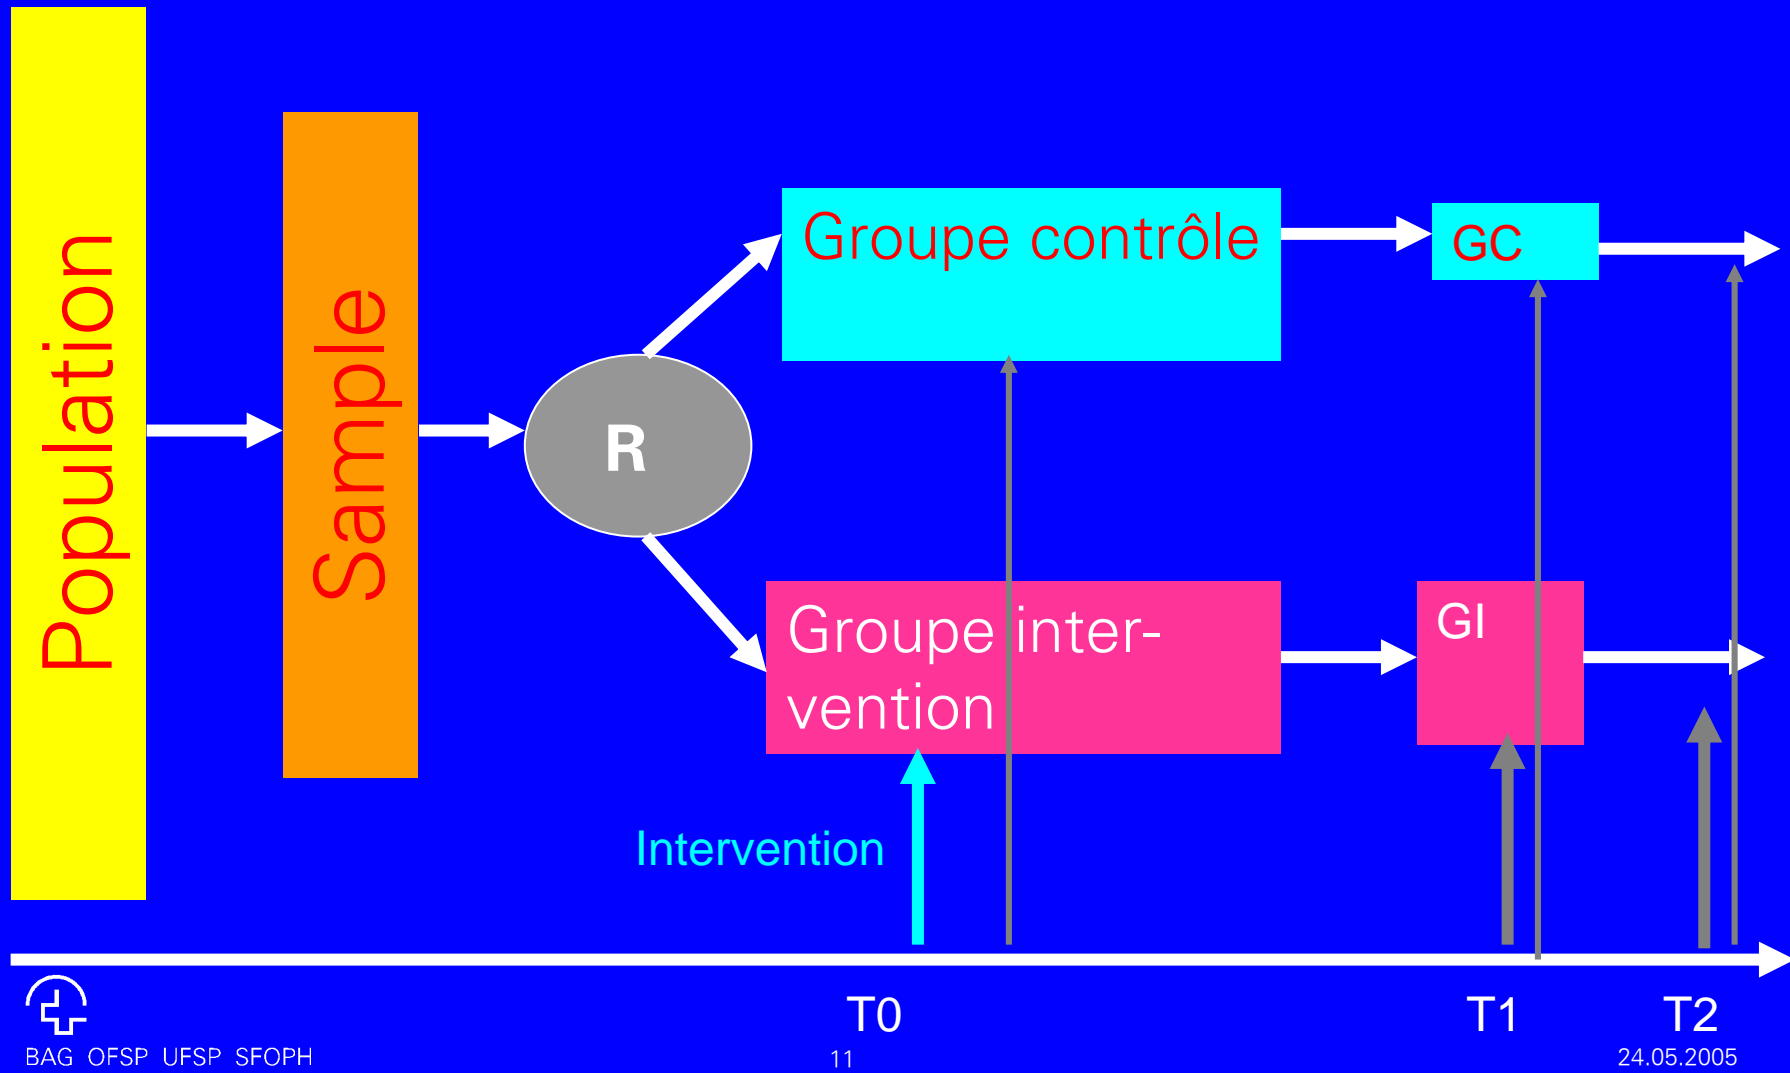 Population
Sample
R
Groupe contrôle
GC
Groupe inter-
vention
GI
Intervention
T0
T1
T2
BAG OFSP UFSP SFOPH
11
24.05.2005